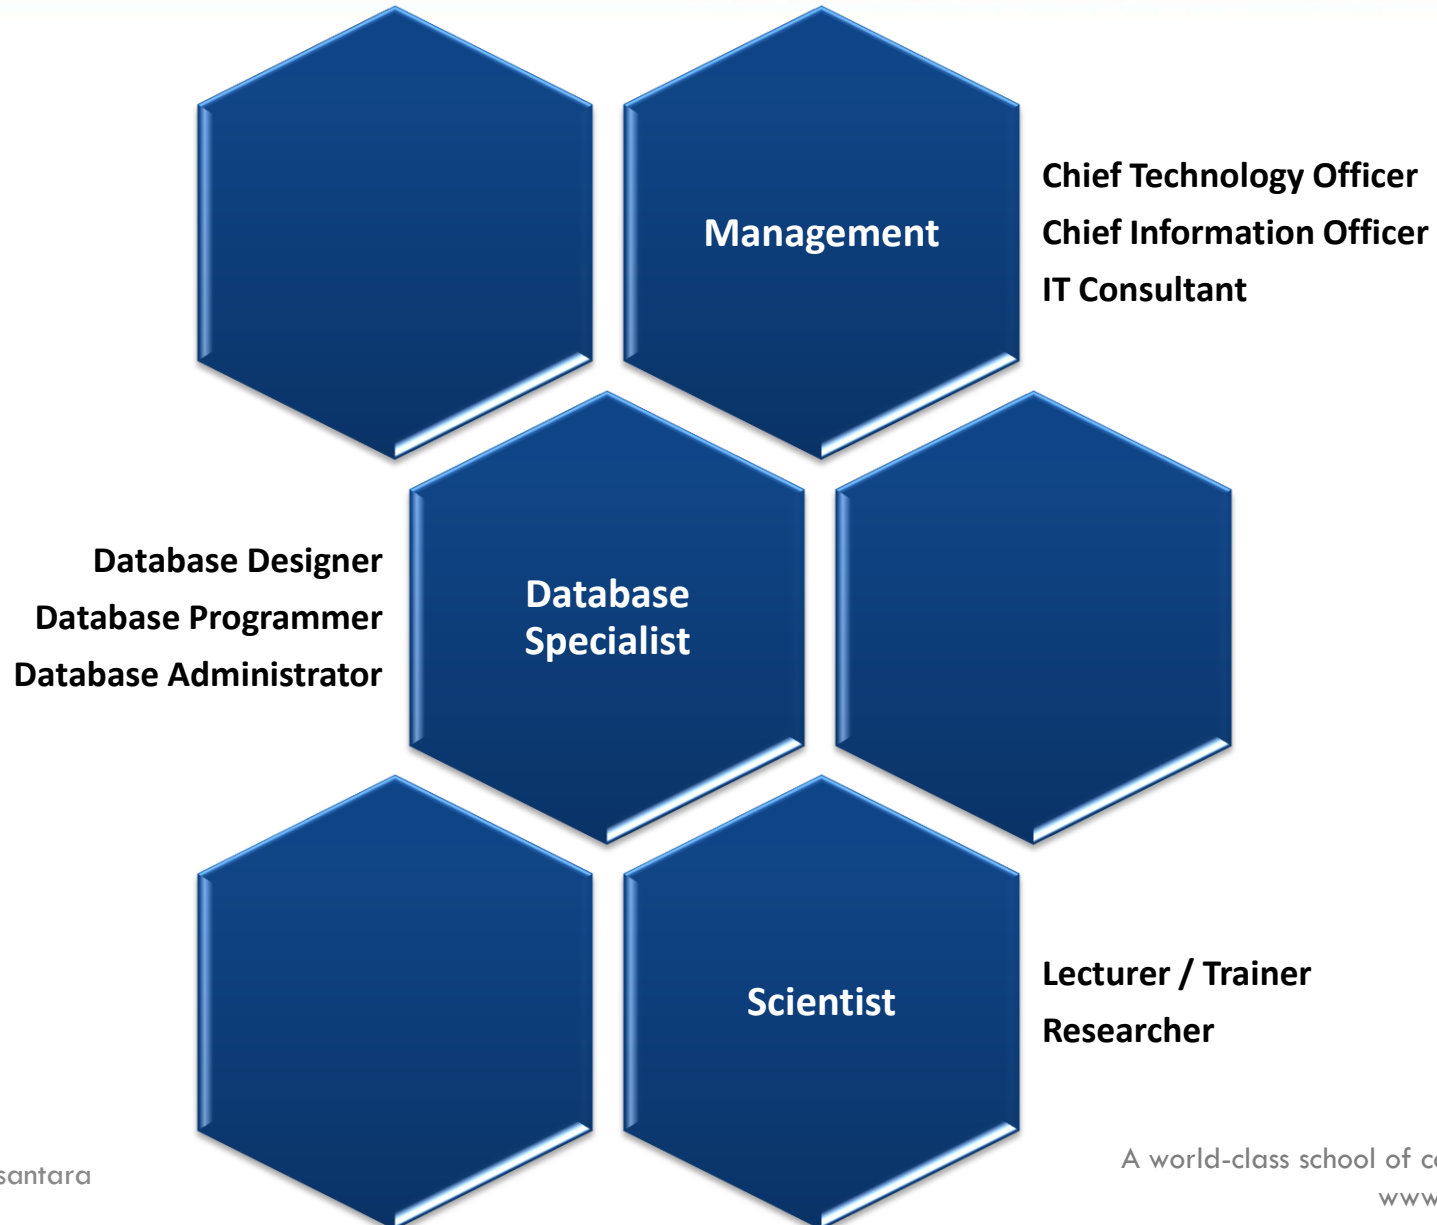 Management
Chief Technology Officer
Chief Information Officer
IT Consultant
Database Designer
Database Programmer
Database Administrator
Database
Specialist
Scientist
Lecturer / Trainer
Researcher
A world-class school of
www